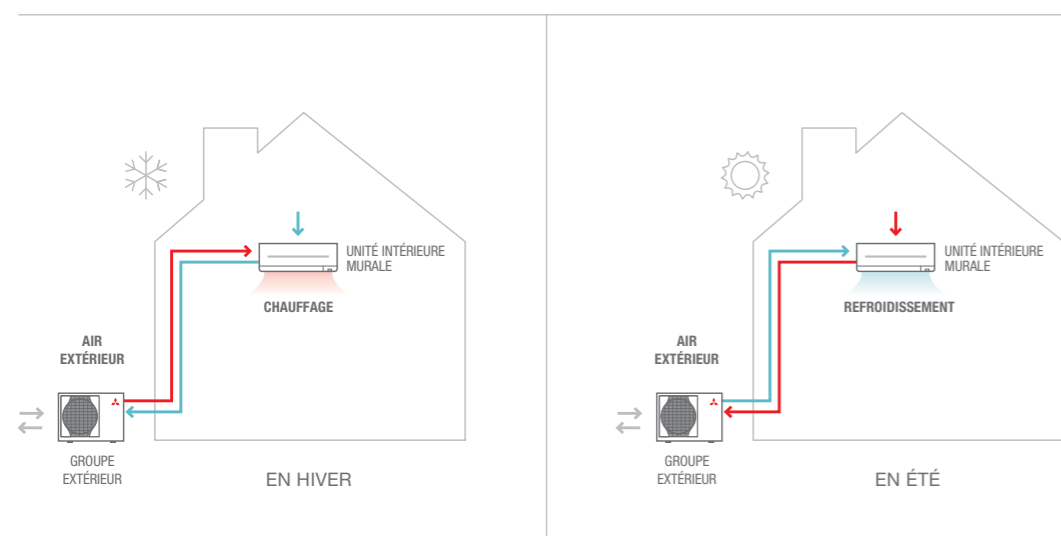 UNITÉ INTÉRIEURE
MURALE
CHAUFFAGE
AIR
EXTÉRIEUR
GROUPE
EXTÉRIEUR
EN HIVER
UNITÉ INTÉRIEURE
MURALE
REFROIDISSEMENT
AIR
EXTÉRIEUR
GROUPE
EXTÉRIEUR
EN ÉTÉ